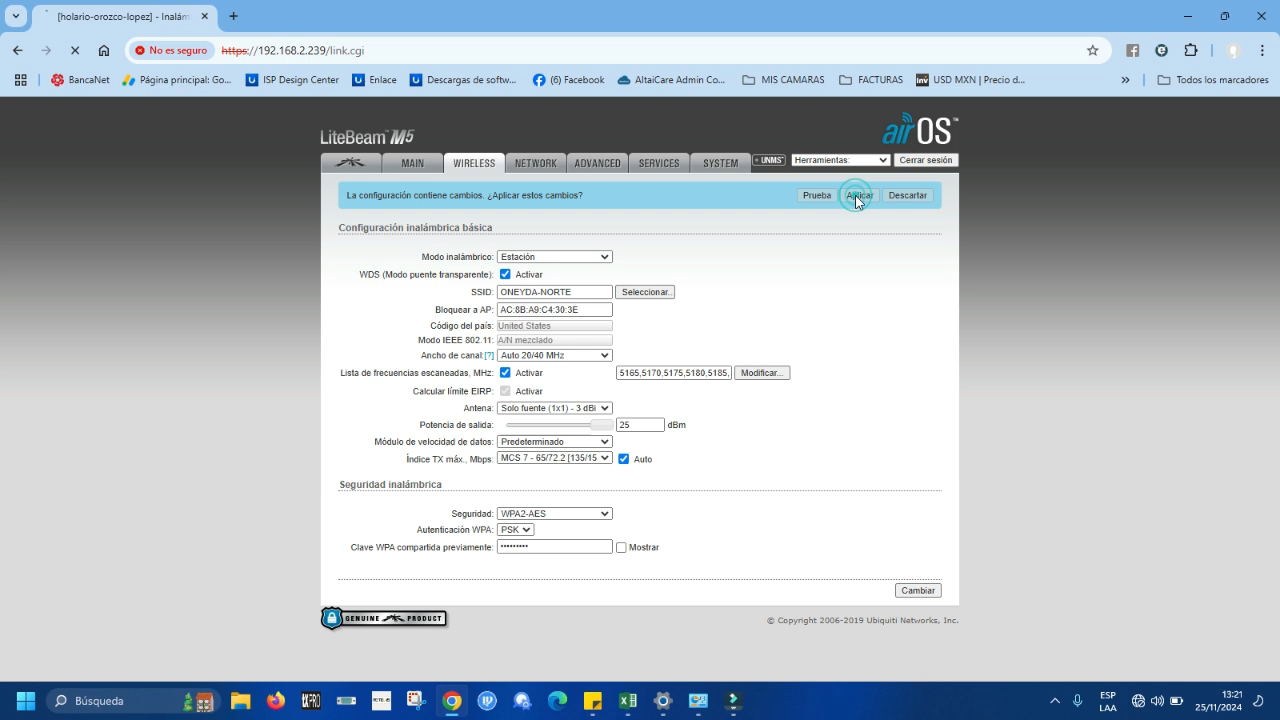 [holario-orozco-lopez] - Inalám
No es seguro https://192.168.2.239/link.cgi
BancaNet Página principal: Go... ISP Design Center Enlace Descargas de softw... (6) Facebook AltaiCare Admin Co... MIS CAMARAS FACTURAS USD MXN | Precio d... » Todos los marcadores
LiteBeam M5 airOS™
MAIN WIRELESS NETWORK ADVANCED SERVICES SYSTEM UNMS Herramientas: Cerrar sesión
La configuración contiene cambios. ¿Aplicar estos cambios? Prueba Aplicar Descartar
Configuración inalámbrica básica
Modo inalámbrico: Estación
WDS (Modo puente transparente): Activar
SSID: ONEYDA-NORTE Seleccionar..
Bloquear a AP: AC:8B:A9:C4:30:3E
Código del país: United States
Modo IEEE 802.11: A/N mezclado
Ancho de canal:[?] Auto 20/40 MHz
Lista de frecuencias escaneadas, MHz: Activar 5165,5170,5175,5180,5185, Modificar...
Calcular límite EIRP: Activar
Antena: Solo fuente (1x1) - 3 dBi
Potencia de salida: 25 dBm
Módulo de velocidad de datos: Predeterminado
Índice TX máx., Mbps: MCS 7 - 65/72.2 [135/15 Auto
Seguridad inalámbrica
Seguridad: WPA2-AES
Autenticación WPA: PSK
Clave WPA compartida previamente: ••••••••• Mostrar
Cambiar
GENUINE PRODUCT
© Copyright 2006-2019 Ubiquiti Networks, Inc.
Búsqueda
ESP
LAA
13:21
25/11/2024